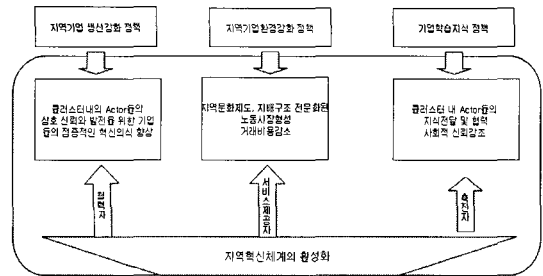 지역기업 생산강화 정책
지역기업환경강화 정책
기업학습지식 정책
클러스터내의 Actor들의
상호 신뢰와 발전을 위한 기업
들의 점증적인 혁신의식 향상
지역문화제도, 지배구조 전문화된
노동시장형성
거래비용감소
클러스터 내 Actor들의
지식전달 및 협력
사회적 신뢰강조
협력자
서비스제공자
촉진자
지역혁신체계의 활성화